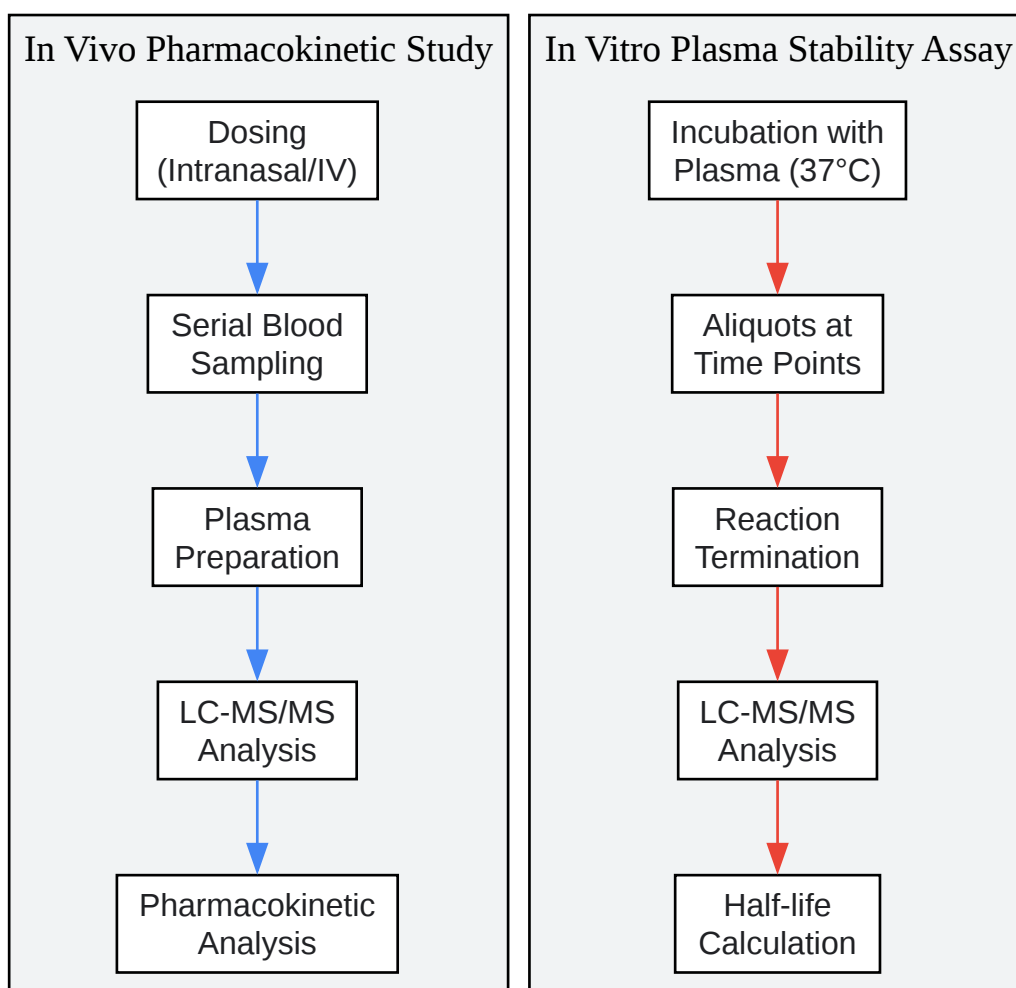 In Vivo Pharmacokinetic Study
Dosing
(Intranasal/IV)
Serial Blood
Sampling
Plasma
Preparation
LC-MS/MS
Analysis
Pharmacokinetic
Analysis
In Vitro Plasma Stability Assay
Incubation with
Plasma (37°C)
Aliquots at
Time Points
Reaction
Termination
LC-MS/MS
Analysis
Half-life
Calculation